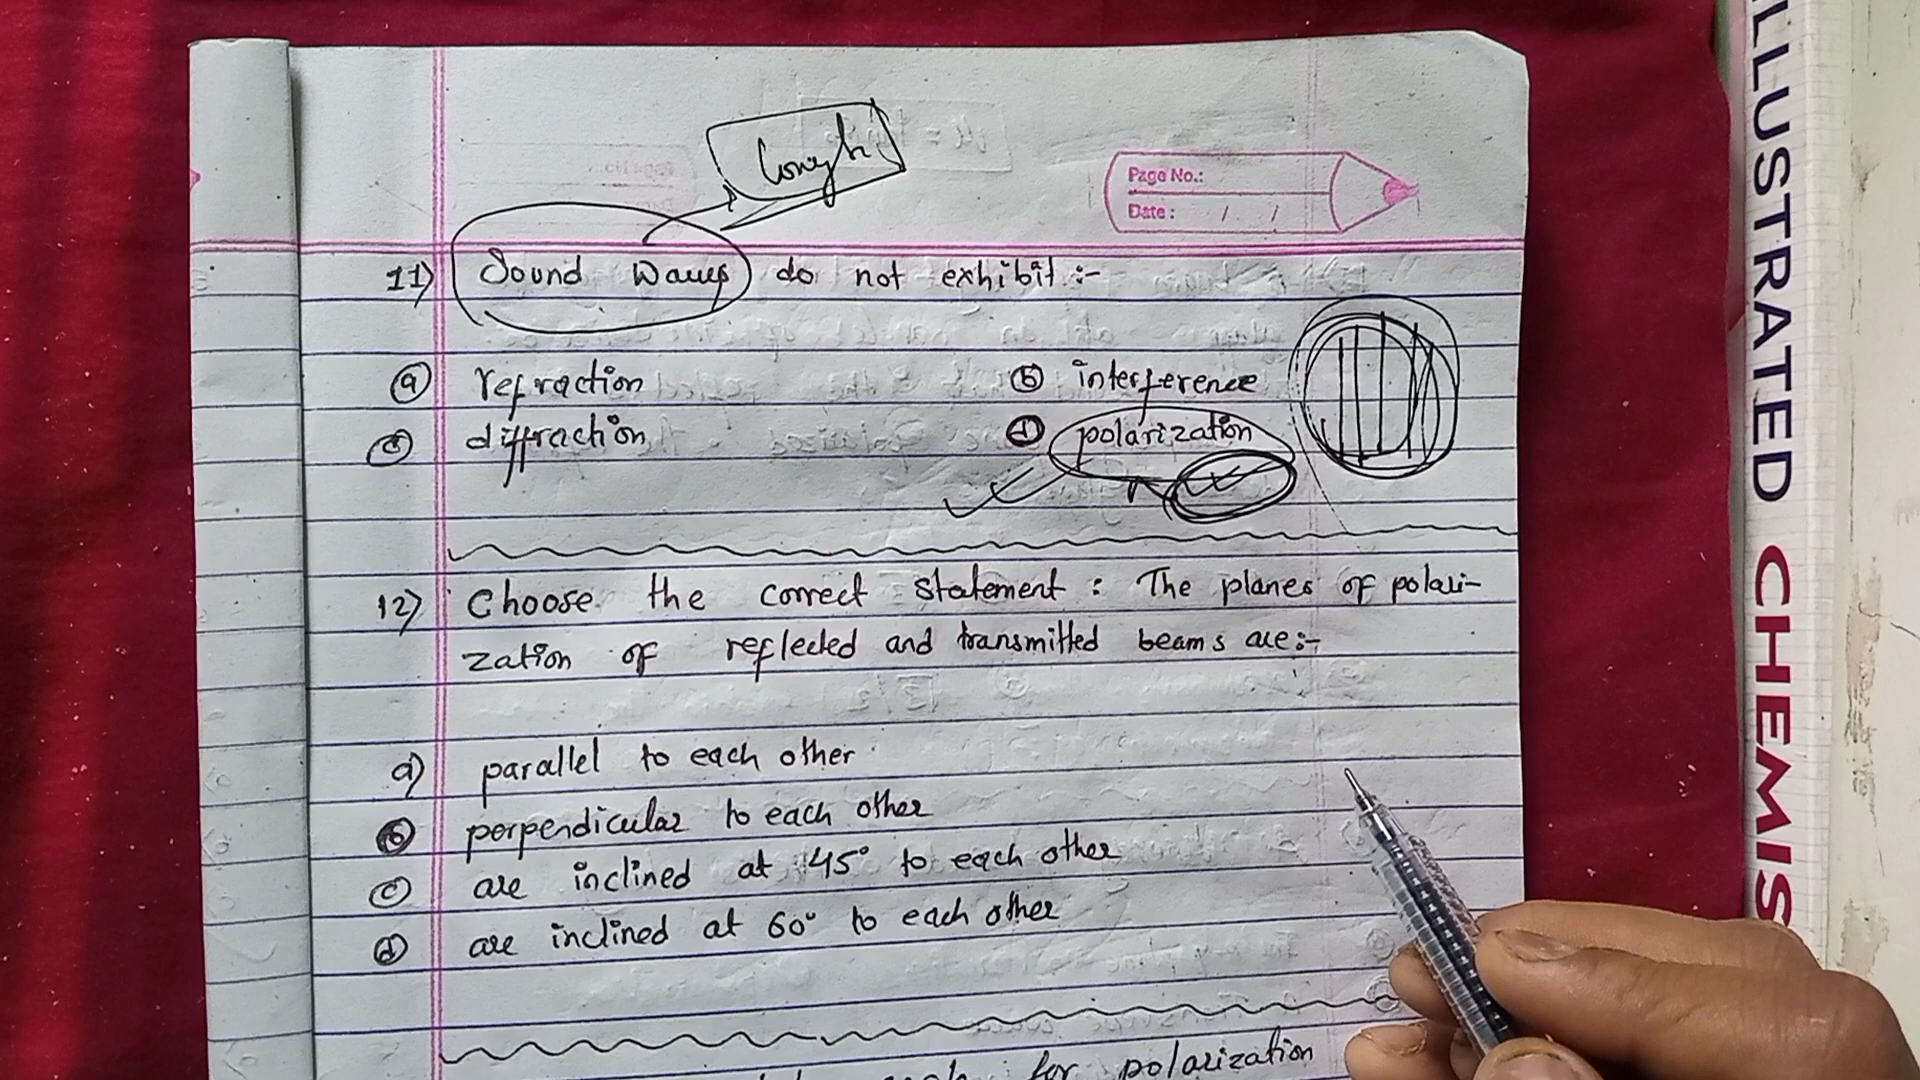 Page No.:
Date : / /
11) Sound Waves do not exhibit :-
(a) refraction (b) interference
(c) diffraction (d) polarization
12) Choose the correct statement : The planes of polari-
zation of reflected and transmitted beams are:-
a) parallel to each other
(b) perpendicular to each other
(c) are inclined at 45° to each other
(d) are inclined at 60° to each other
for polarization
ILLUSTRATED CHEMIS